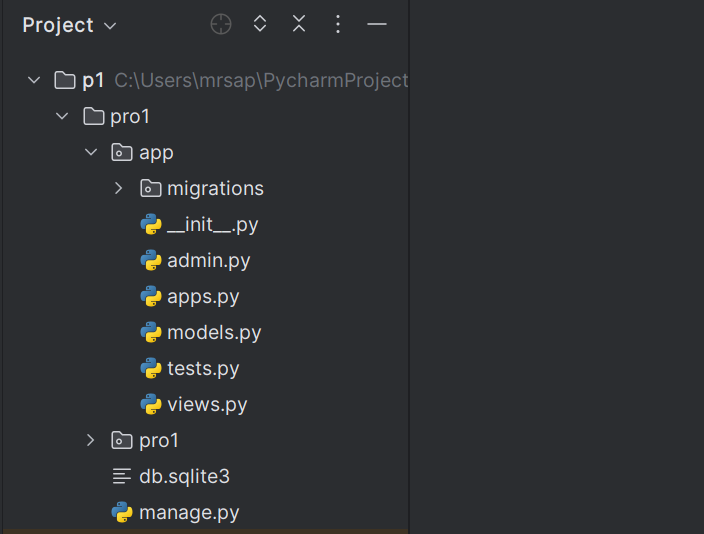 Project
p1 C:\Users\mrsap\PycharmProject
pro1
app
migrations
__init__.py
admin.py
apps.py
models.py
tests.py
views.py
pro1
db.sqlite3
manage.py